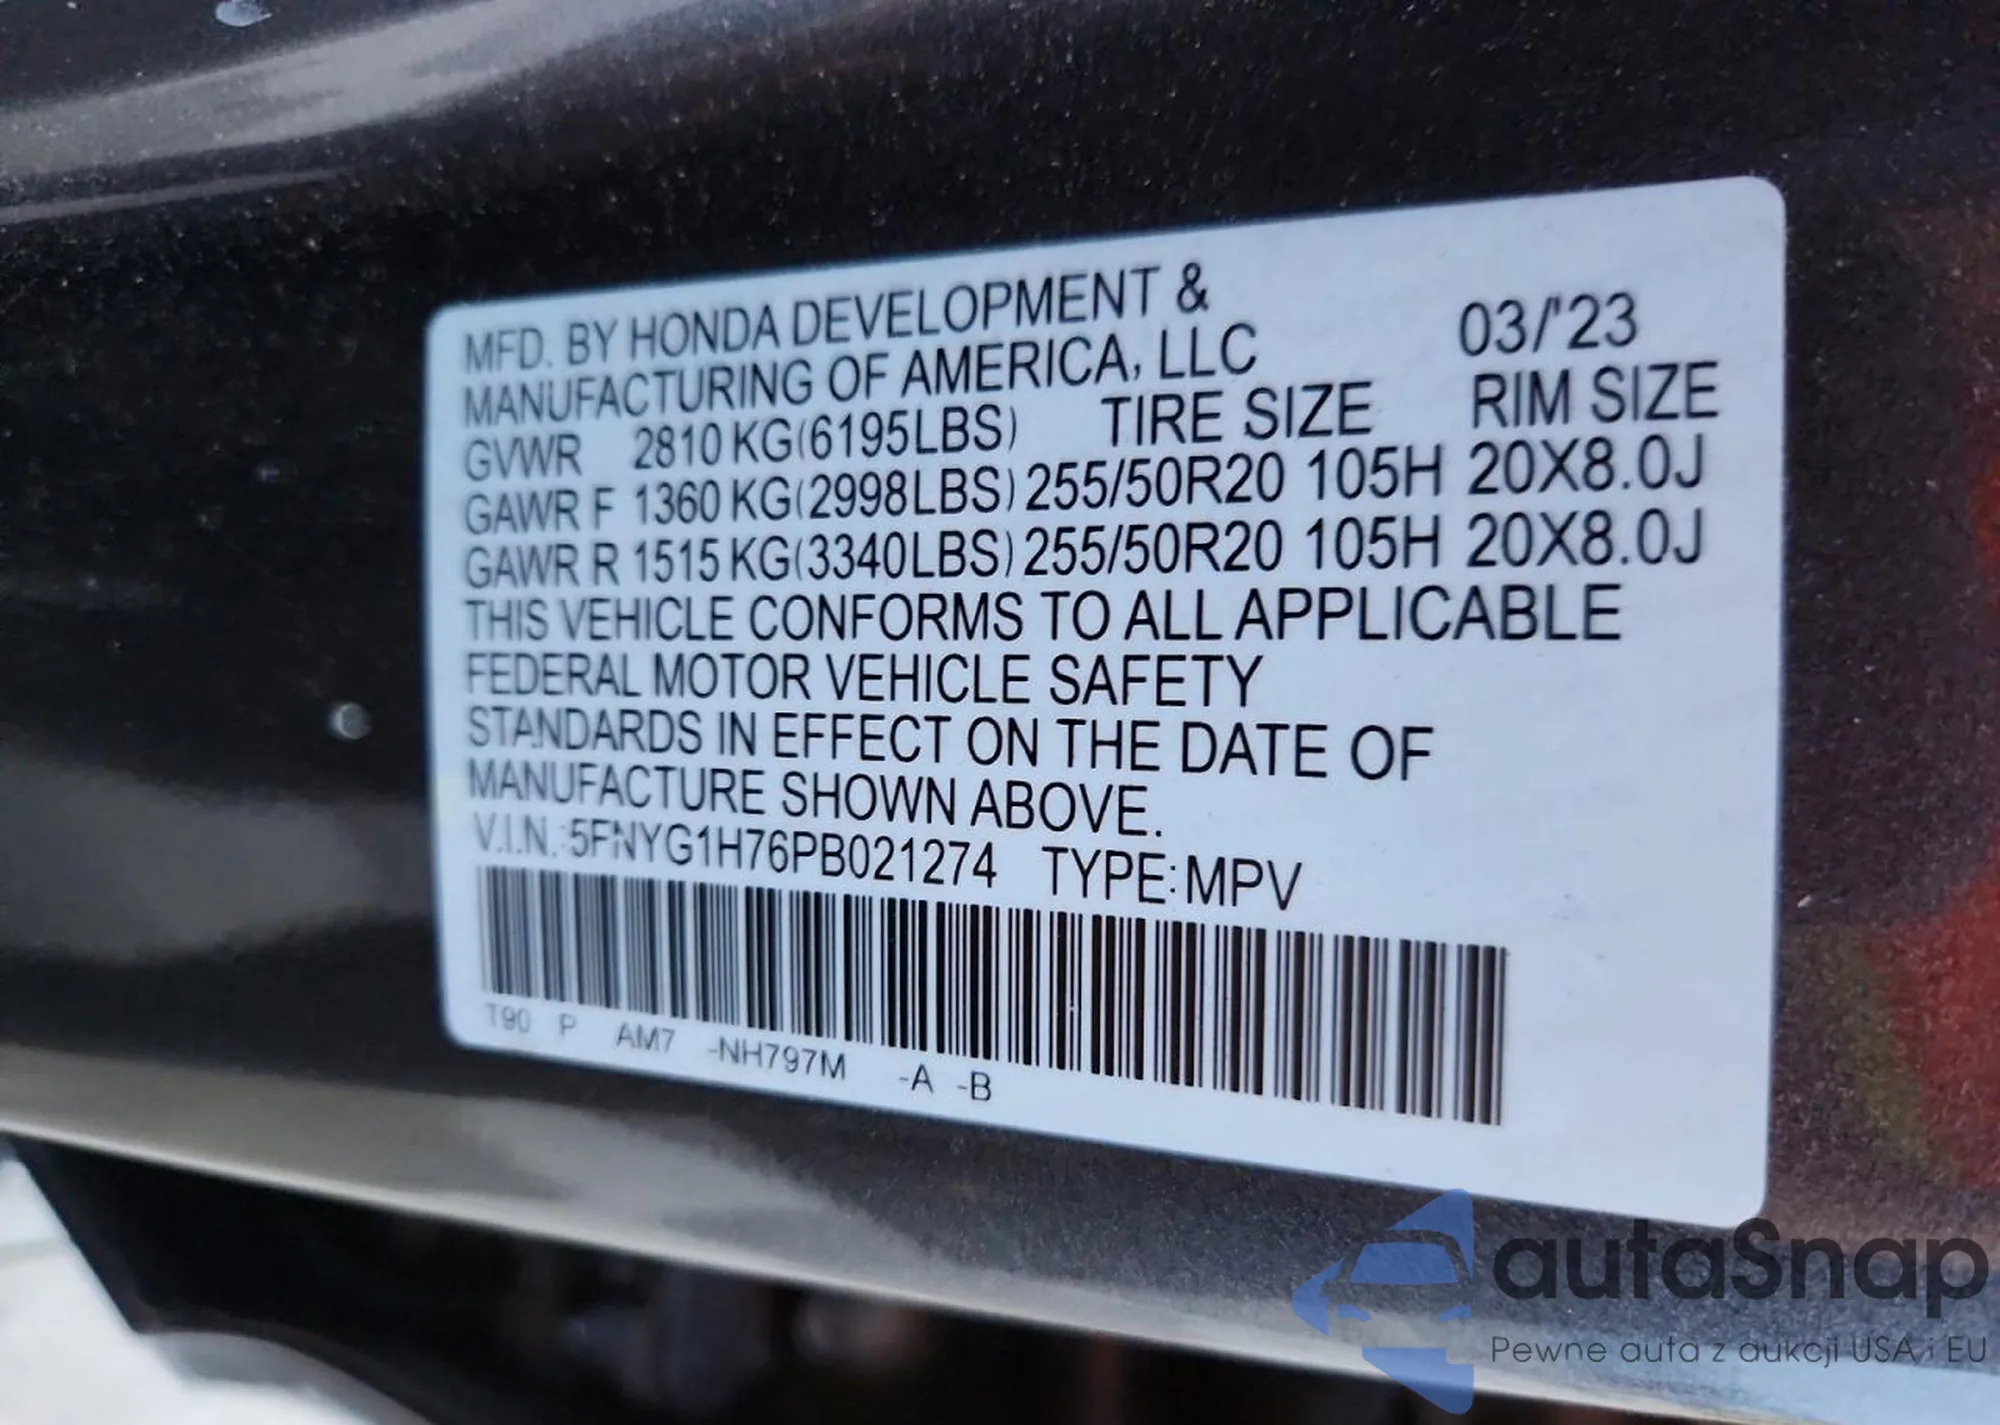 MFD. BY HONDA DEVELOPMENT &
MANUFACTURING OF AMERICA, LLC 03/'23
GVWR 2810 KG(6195LBS) TIRE SIZE RIM SIZE
GAWR F 1360 KG(2998LBS) 255/50R20 105H 20X8.0J
GAWR R 1515 KG(3340LBS) 255/50R20 105H 20X8.0J
THIS VEHICLE CONFORMS TO ALL APPLICABLE
FEDERAL MOTOR VEHICLE SAFETY
STANDARDS IN EFFECT ON THE DATE OF
MANUFACTURE SHOWN ABOVE.
V.I.N.:5FNYG1H76PB021274 TYPE:MPV
T90 P AM7 -NH797M -A -B
autaSnap
Pewne auta z aukcji USA i EU